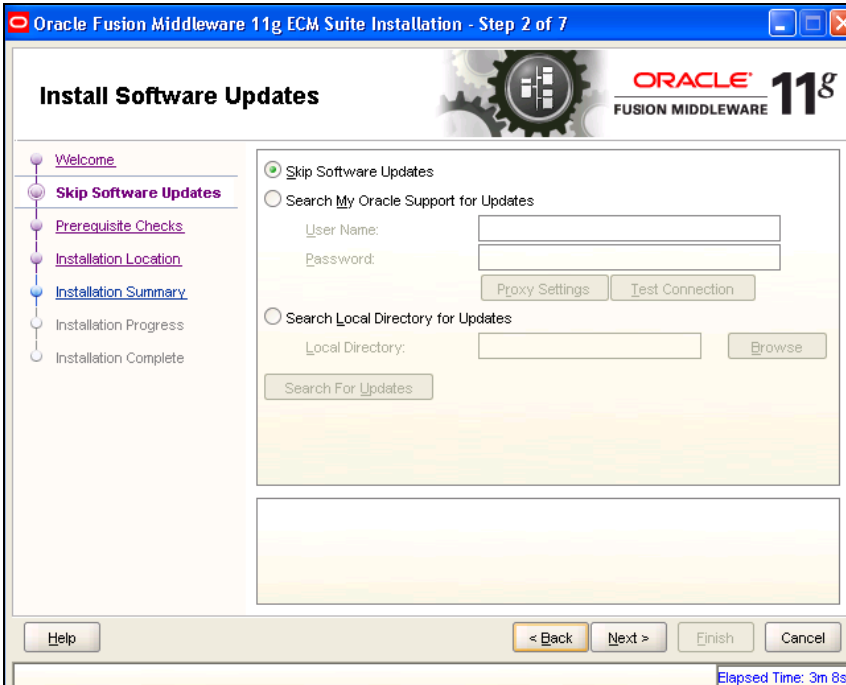 Oracle Fusion Middleware 11g ECM Suite Installation - Step 2 of 7
Install Software Updates
ORACLE
FUSION MIDDLEWARE 11g
Welcome
Skip Software Updates
Prerequisite Checks
Installation Location
Installation Summary
Installation Progress
Installation Complete
Skip Software Updates
Search My Oracle Support for Updates
User Name:
Password:
Proxy Settings Test Connection
Search Local Directory for Updates
Local Directory: Browse
Search For Updates
Help < Back Next > Finish Cancel
Elapsed Time: 3m 8s